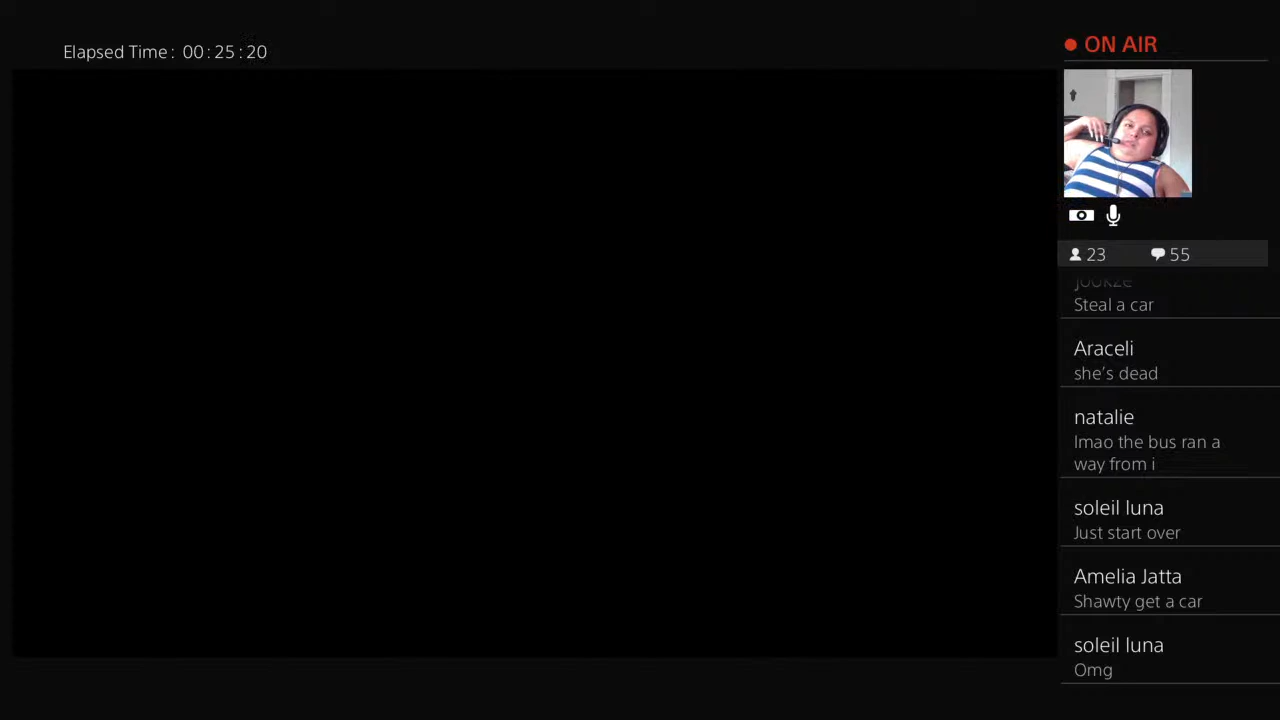 Elapsed Time: 00:25:20
ON AIR
23 55
jookze
Steal a car
Araceli
she's dead
natalie
lmao the bus ran a
way from i
soleil luna
Just start over
Amelia Jatta
Shawty get a car
soleil luna
Omg